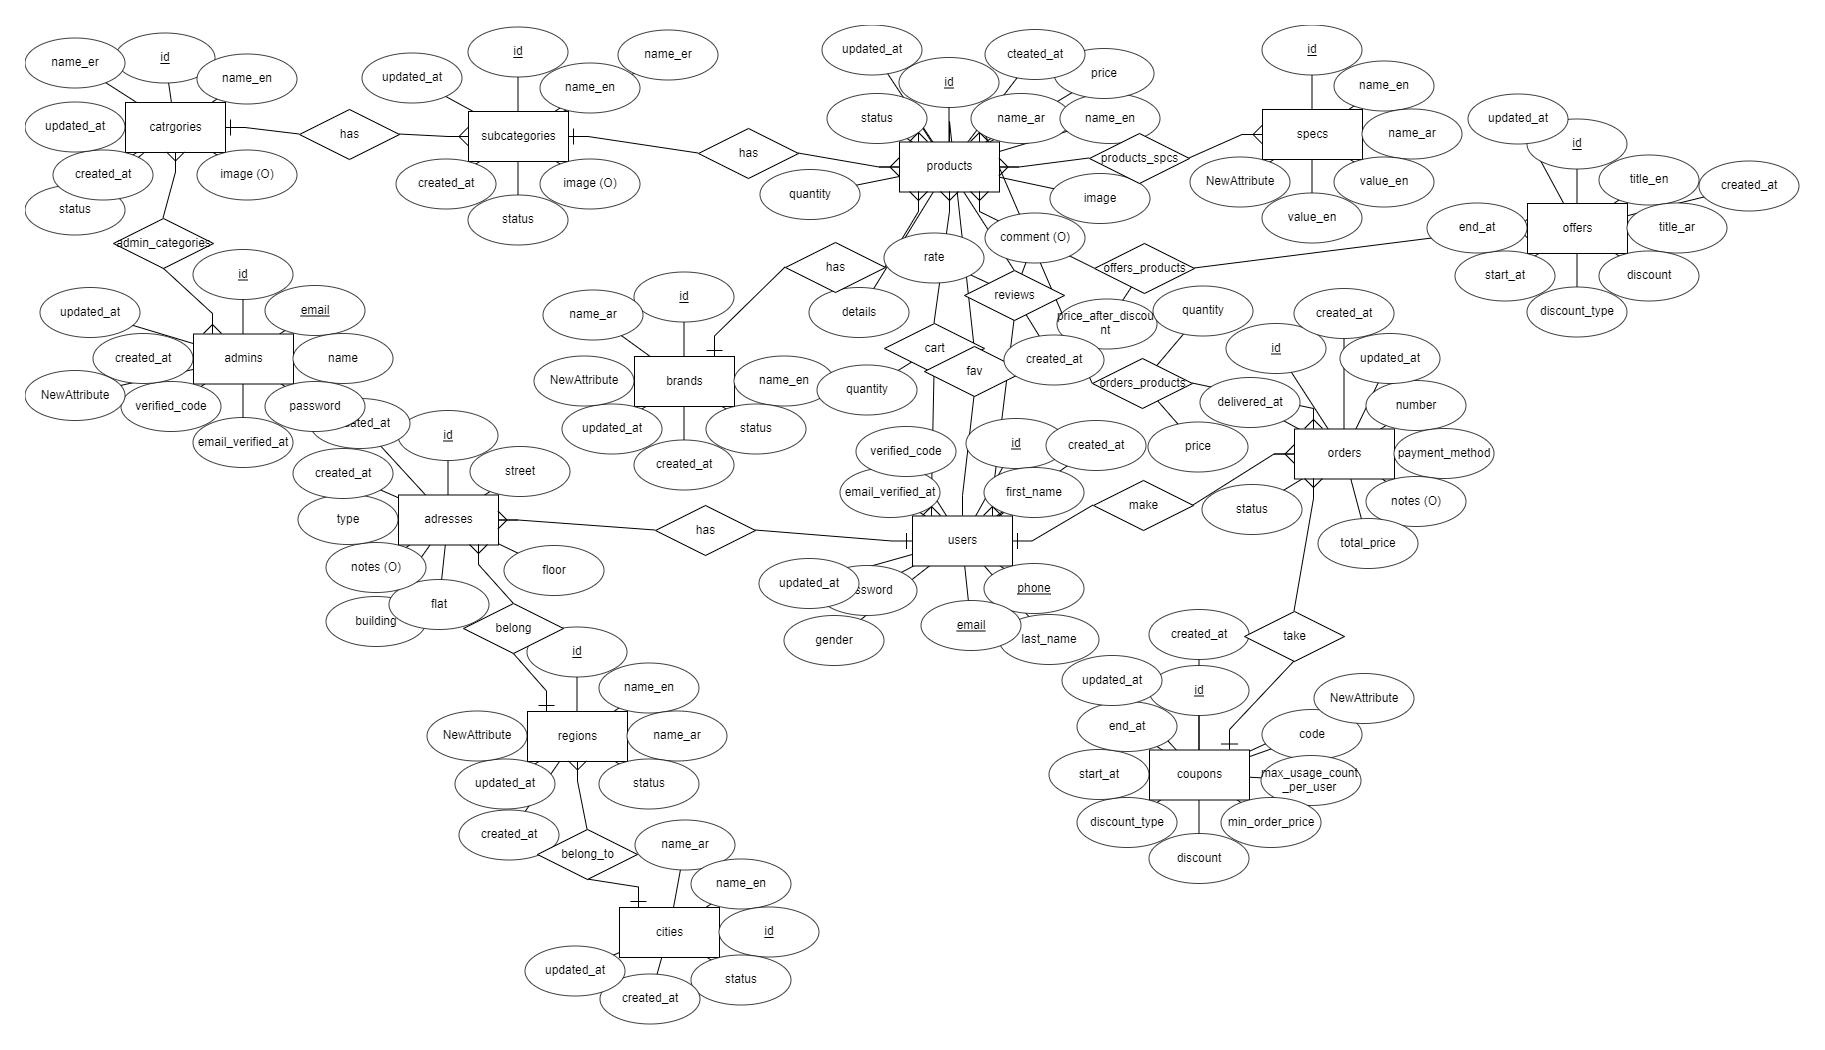 updated_at
id
name_er
cteated_at
id
name_er
id
name_en
updated_at
id
price
name_en
name_en
status
name_ar
name_en
updated_at
updated_at
catrgories
has
subcategories
specs
name_ar
id
created_at
image (O)
has
products
products_spcs
title_en
created_at
status
created_at
image (O)
quantity
image
NewAttribute
value_en
status
value_en
end_at
offers
title_ar
admin_categories
comment (O)
rate
id
has
offers_products
start_at
discount
email
updated_at
id
reviews
details
quantity
discount_type
name_ar
price_after_discou
nt
created_at
created_at
admins
name
cart
created_at
id
updated_at
fav
NewAttribute
verified_code
password
NewAttribute
brands
name_en
quantity
orders_products
delivered_at
number
email_verified_at
ated_at
id
updated_at
status
id
created_at
price
created_at
street
created_at
verified_code
orders
payment_method
type
adresses
has
email_verified_at
first_name
make
status
notes (O)
users
notes (O)
floor
total_price
flat
updated_at
ssword
phone
building
belong
gender
email
last_name
created_at
take
id
name_en
updated_at
id
NewAttribute
NewAttribute
regions
name_ar
end_at
code
updated_at
status
start_at
coupons
max_usage_count
_per_user
created_at
discount_type
min_order_price
belong_to
name_ar
discount
name_en
cities
id
updated_at
status
created_at